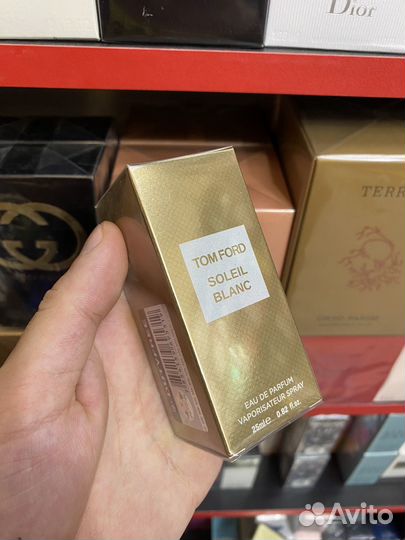 Dior
TERR
TOM FORD
SOLEIL
BLANC
EAU DE PARFUM
VAPORISATEUR SPRAY
25ml e 0.82 fl.oz.
Avito